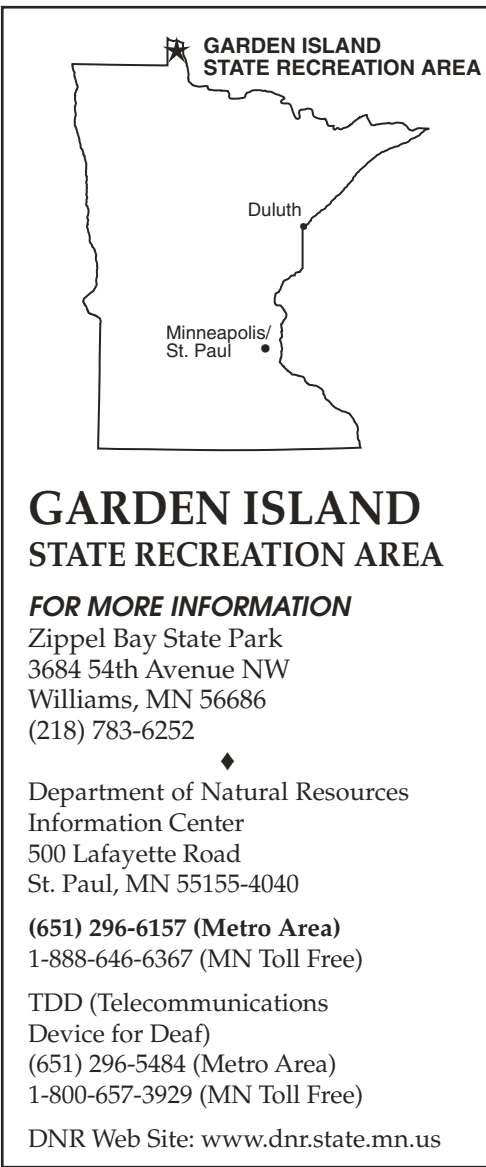 GARDEN ISLAND
STATE RECREATION AREA
Duluth
Minneapolis/
St. Paul
GARDEN ISLAND
STATE RECREATION AREA
FOR MORE INFORMATION
Zippel Bay State Park
3684 54th Avenue NW
Williams, MN 56686
(218) 783-6252
Department of Natural Resources
Information Center
500 Lafayette Road
St. Paul, MN 55155-4040
(651) 296-6157 (Metro Area)
1-888-646-6367 (MN Toll Free)
TDD (Telecommunications
Device for Deaf)
(651) 296-5484 (Metro Area)
1-800-657-3929 (MN Toll Free)
DNR Web Site: www.dnr.state.mn.us